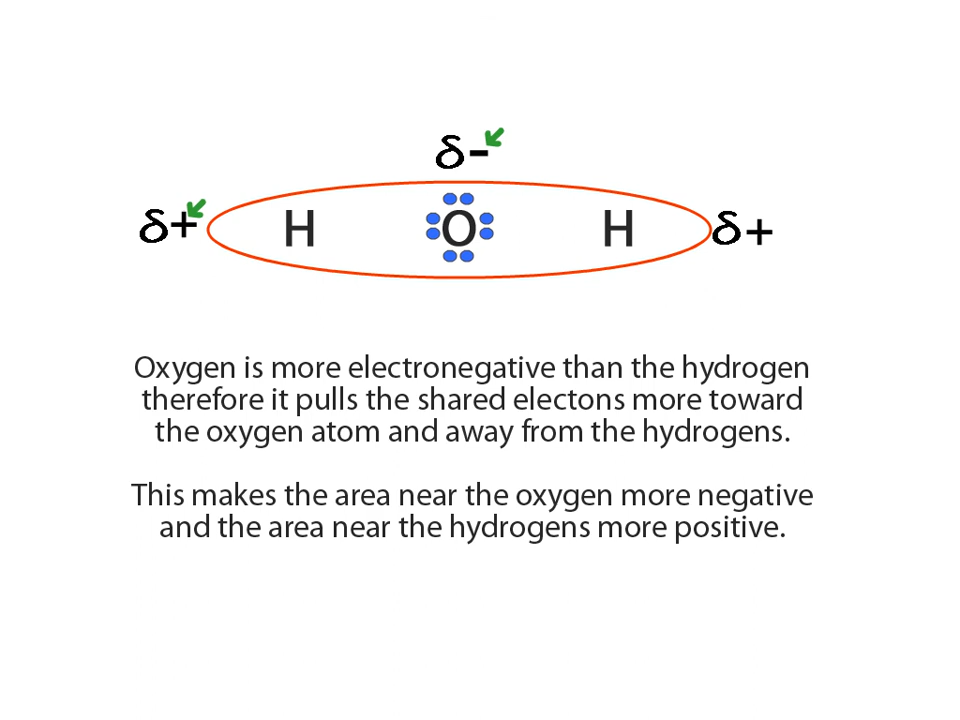 δ-
δ+ H O H δ+
Oxygen is more electronegative than the hydrogen
therefore it pulls the shared electons more toward
the oxygen atom and away from the hydrogens.
This makes the area near the oxygen more negative
and the area near the hydrogens more positive.